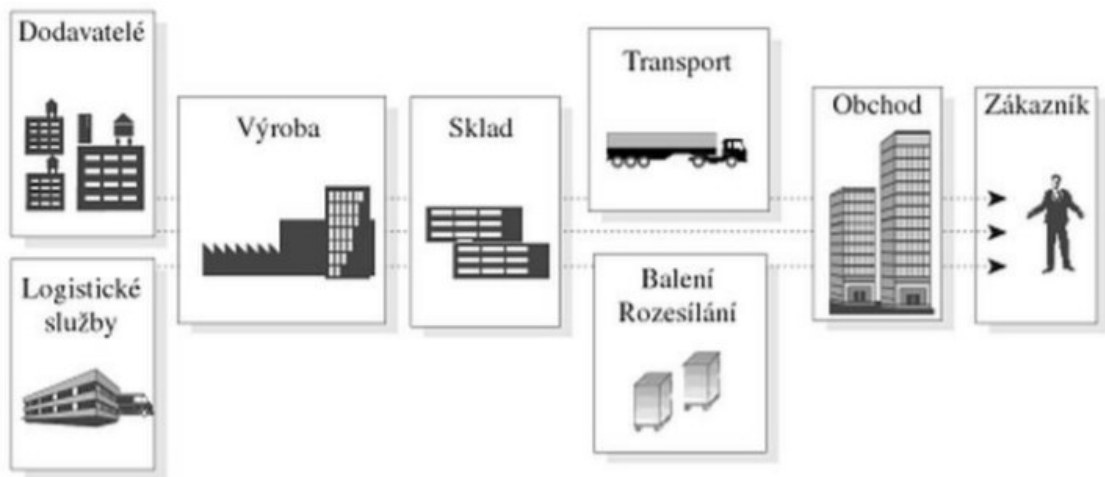 Dodavatelé
Logistické
služby
Výroba
Sklad
Transport
Balení
Rozesílání
Obchod
Zákazník